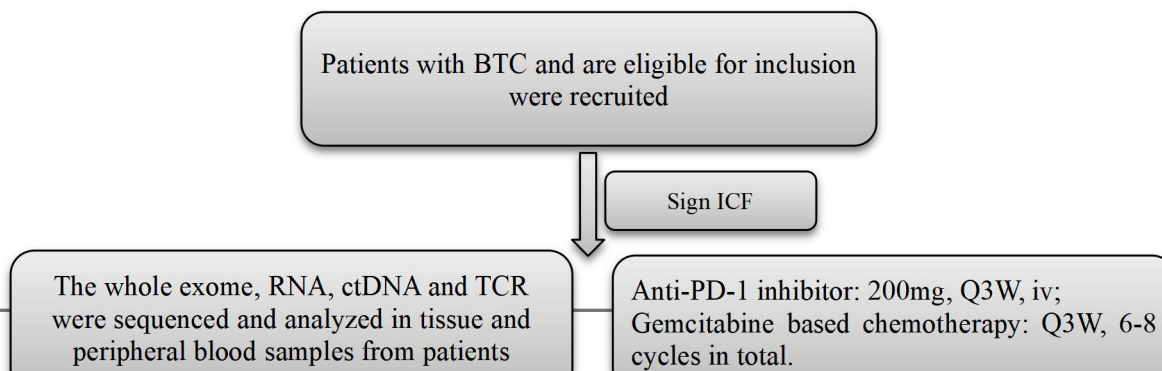 Patients with BTC and are eligible for inclusion
were recruited
Sign ICF
The whole exome, RNA, ctDNA and TCR
were sequenced and analyzed in tissue and
peripheral blood samples from patients
Anti-PD-1 inhibitor: 200mg, Q3W, iv;
Gemcitabine based chemotherapy: Q3W, 6-8
cycles in total.